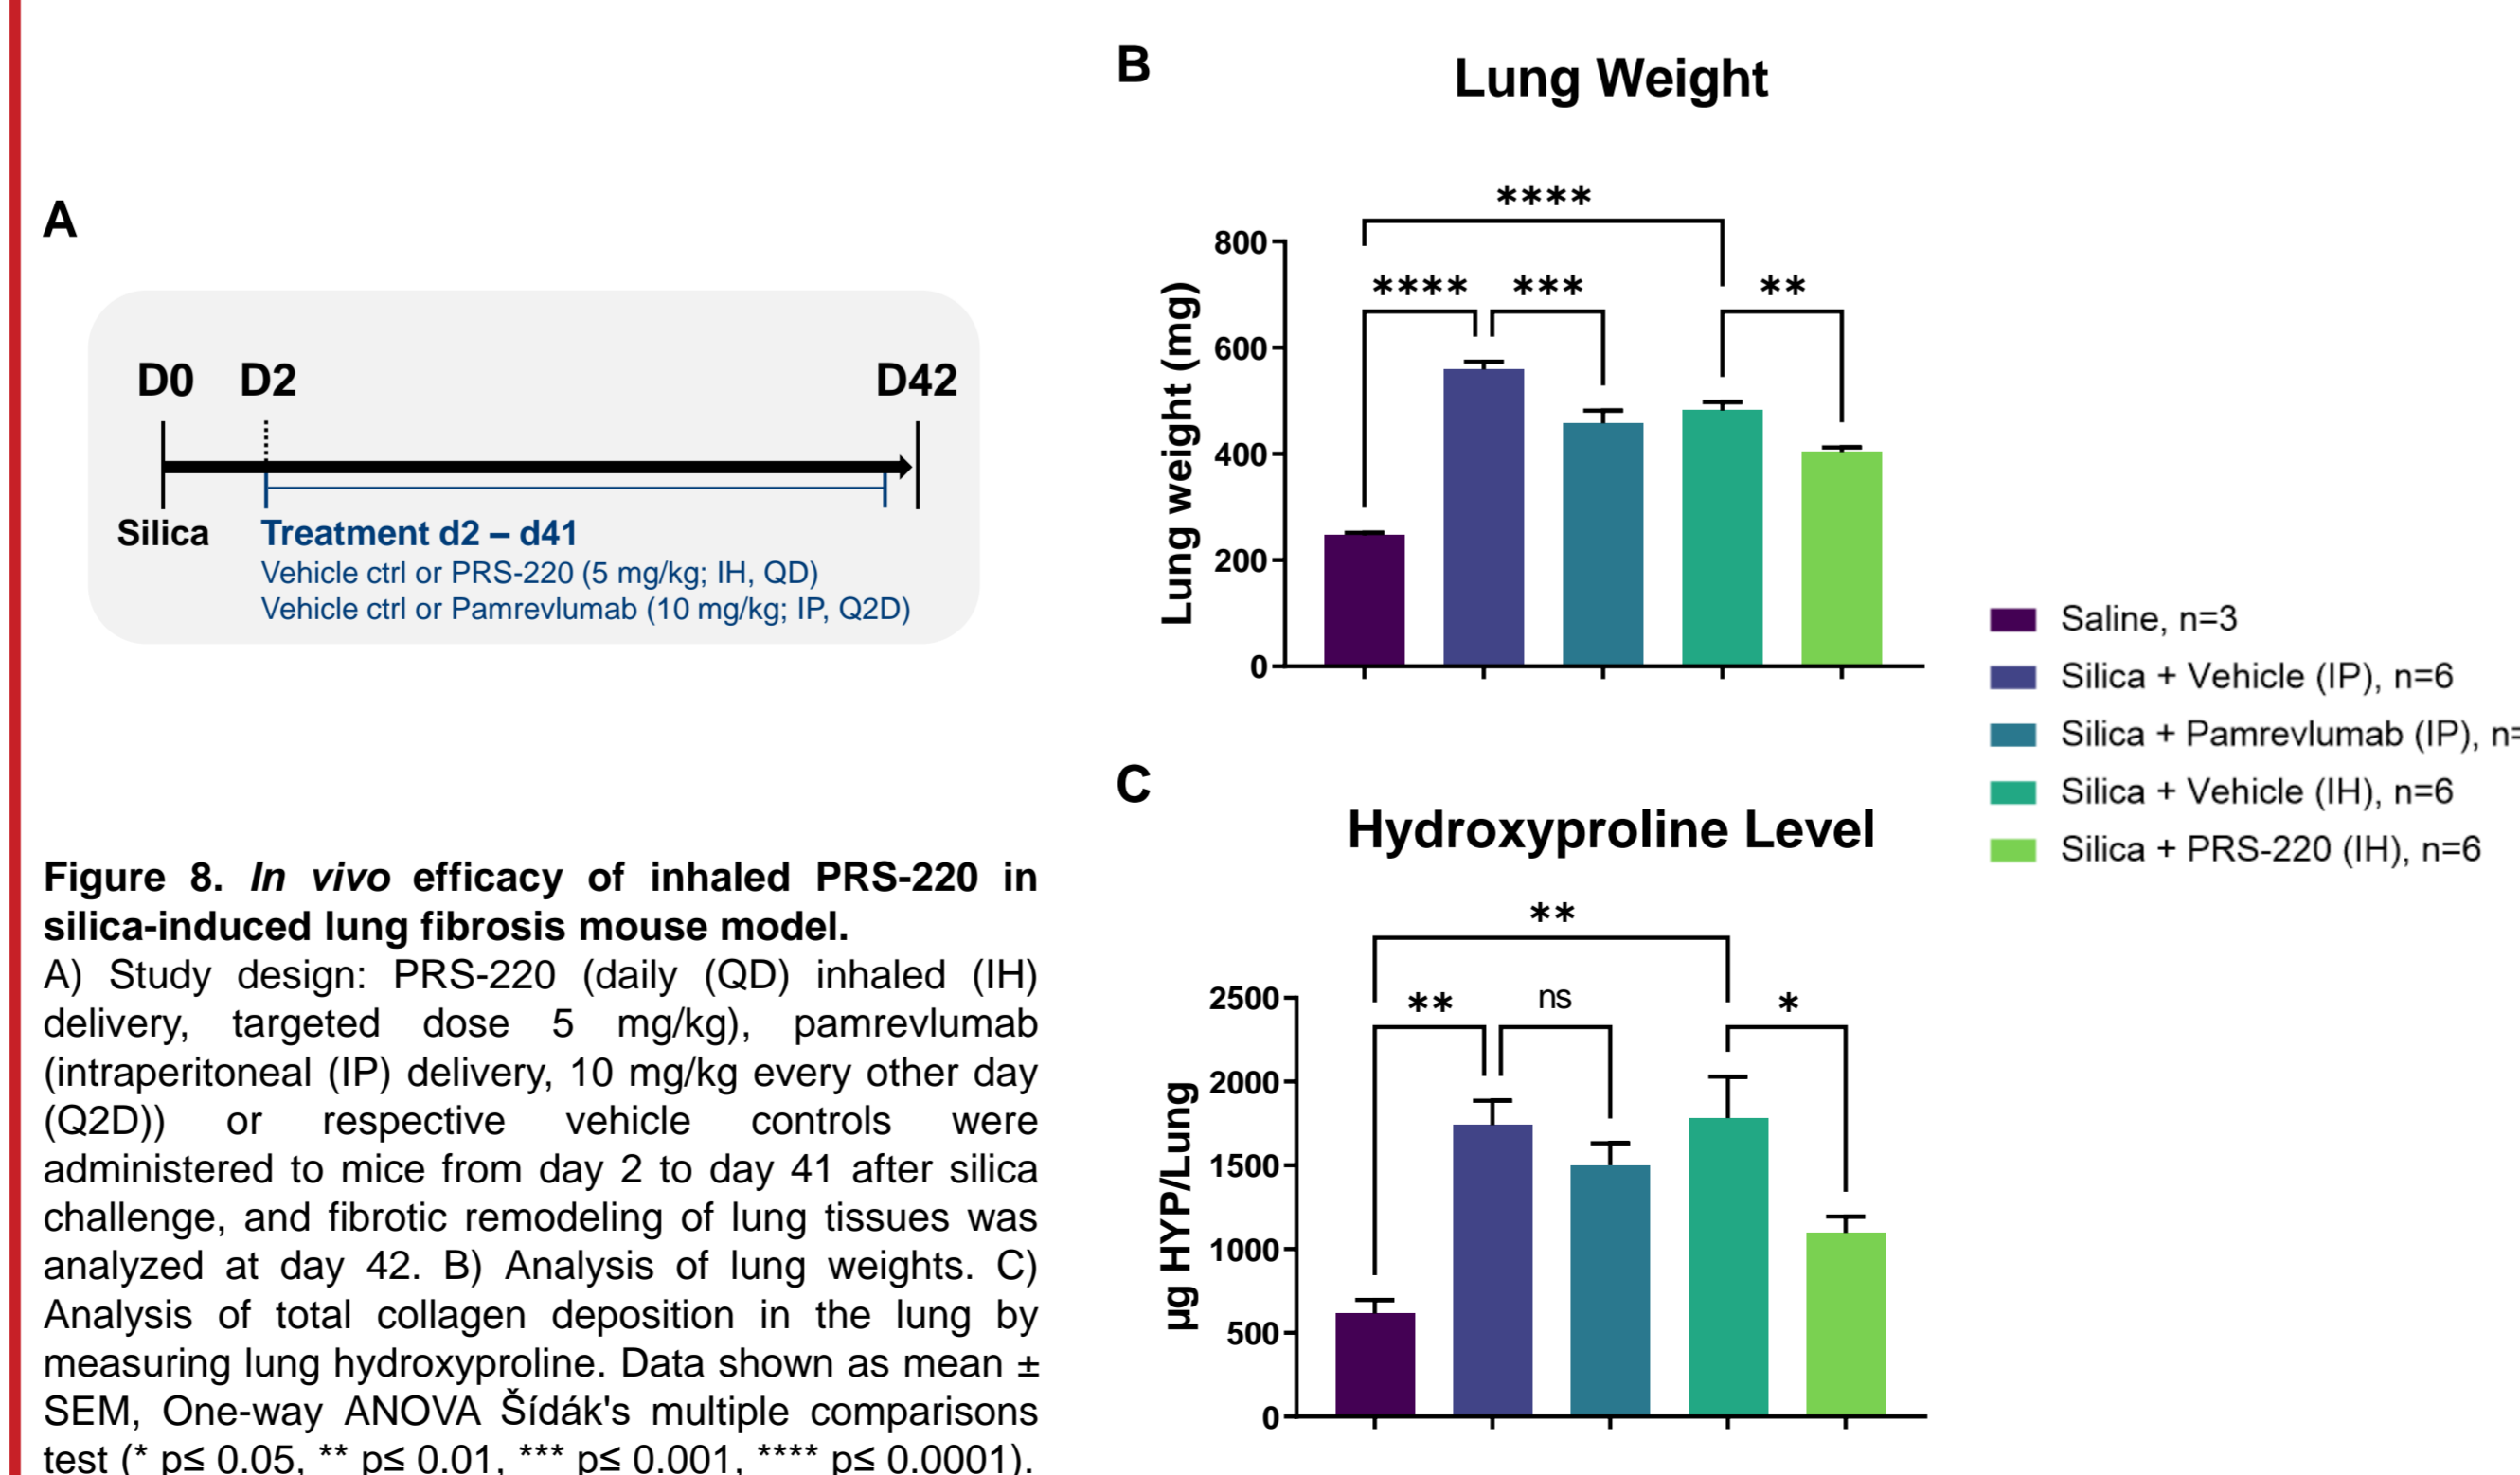 A
D0 D2 D42
Silica
Treatment d2 – d41
Vehicle ctrl or PRS-220 (5 mg/kg; IH, QD)
Vehicle ctrl or Pamrevlumab (10 mg/kg; IP, Q2D)
Figure 8. In vivo efficacy of inhaled PRS-220 in
silica-induced lung fibrosis mouse model.
A) Study design: PRS-220 (daily (QD) inhaled (IH)
delivery, targeted dose 5 mg/kg), pamrevlumab
(intraperitoneal (IP) delivery, 10 mg/kg every other day
(Q2D)) or respective vehicle controls were
administered to mice from day 2 to day 41 after silica
challenge, and fibrotic remodeling of lung tissues was
analyzed at day 42. B) Analysis of lung weights. C)
Analysis of total collagen deposition in the lung by
measuring lung hydroxyproline. Data shown as mean ±
SEM, One-way ANOVA Šídák's multiple comparisons
test (* p≤ 0.05, ** p≤ 0.01, *** p≤ 0.001, **** p≤ 0.0001).
B
Lung Weight
****
**** *** **
Lung weight (mg)
800
600
400
200
0
Saline, n=3
Silica + Vehicle (IP), n=6
Silica + Pamrevlumab (IP), n=
Silica + Vehicle (IH), n=6
Silica + PRS-220 (IH), n=6
C
Hydroxyproline Level
**
** ns *
µg HYP/Lung
2500
2000
1500
1000
500
0